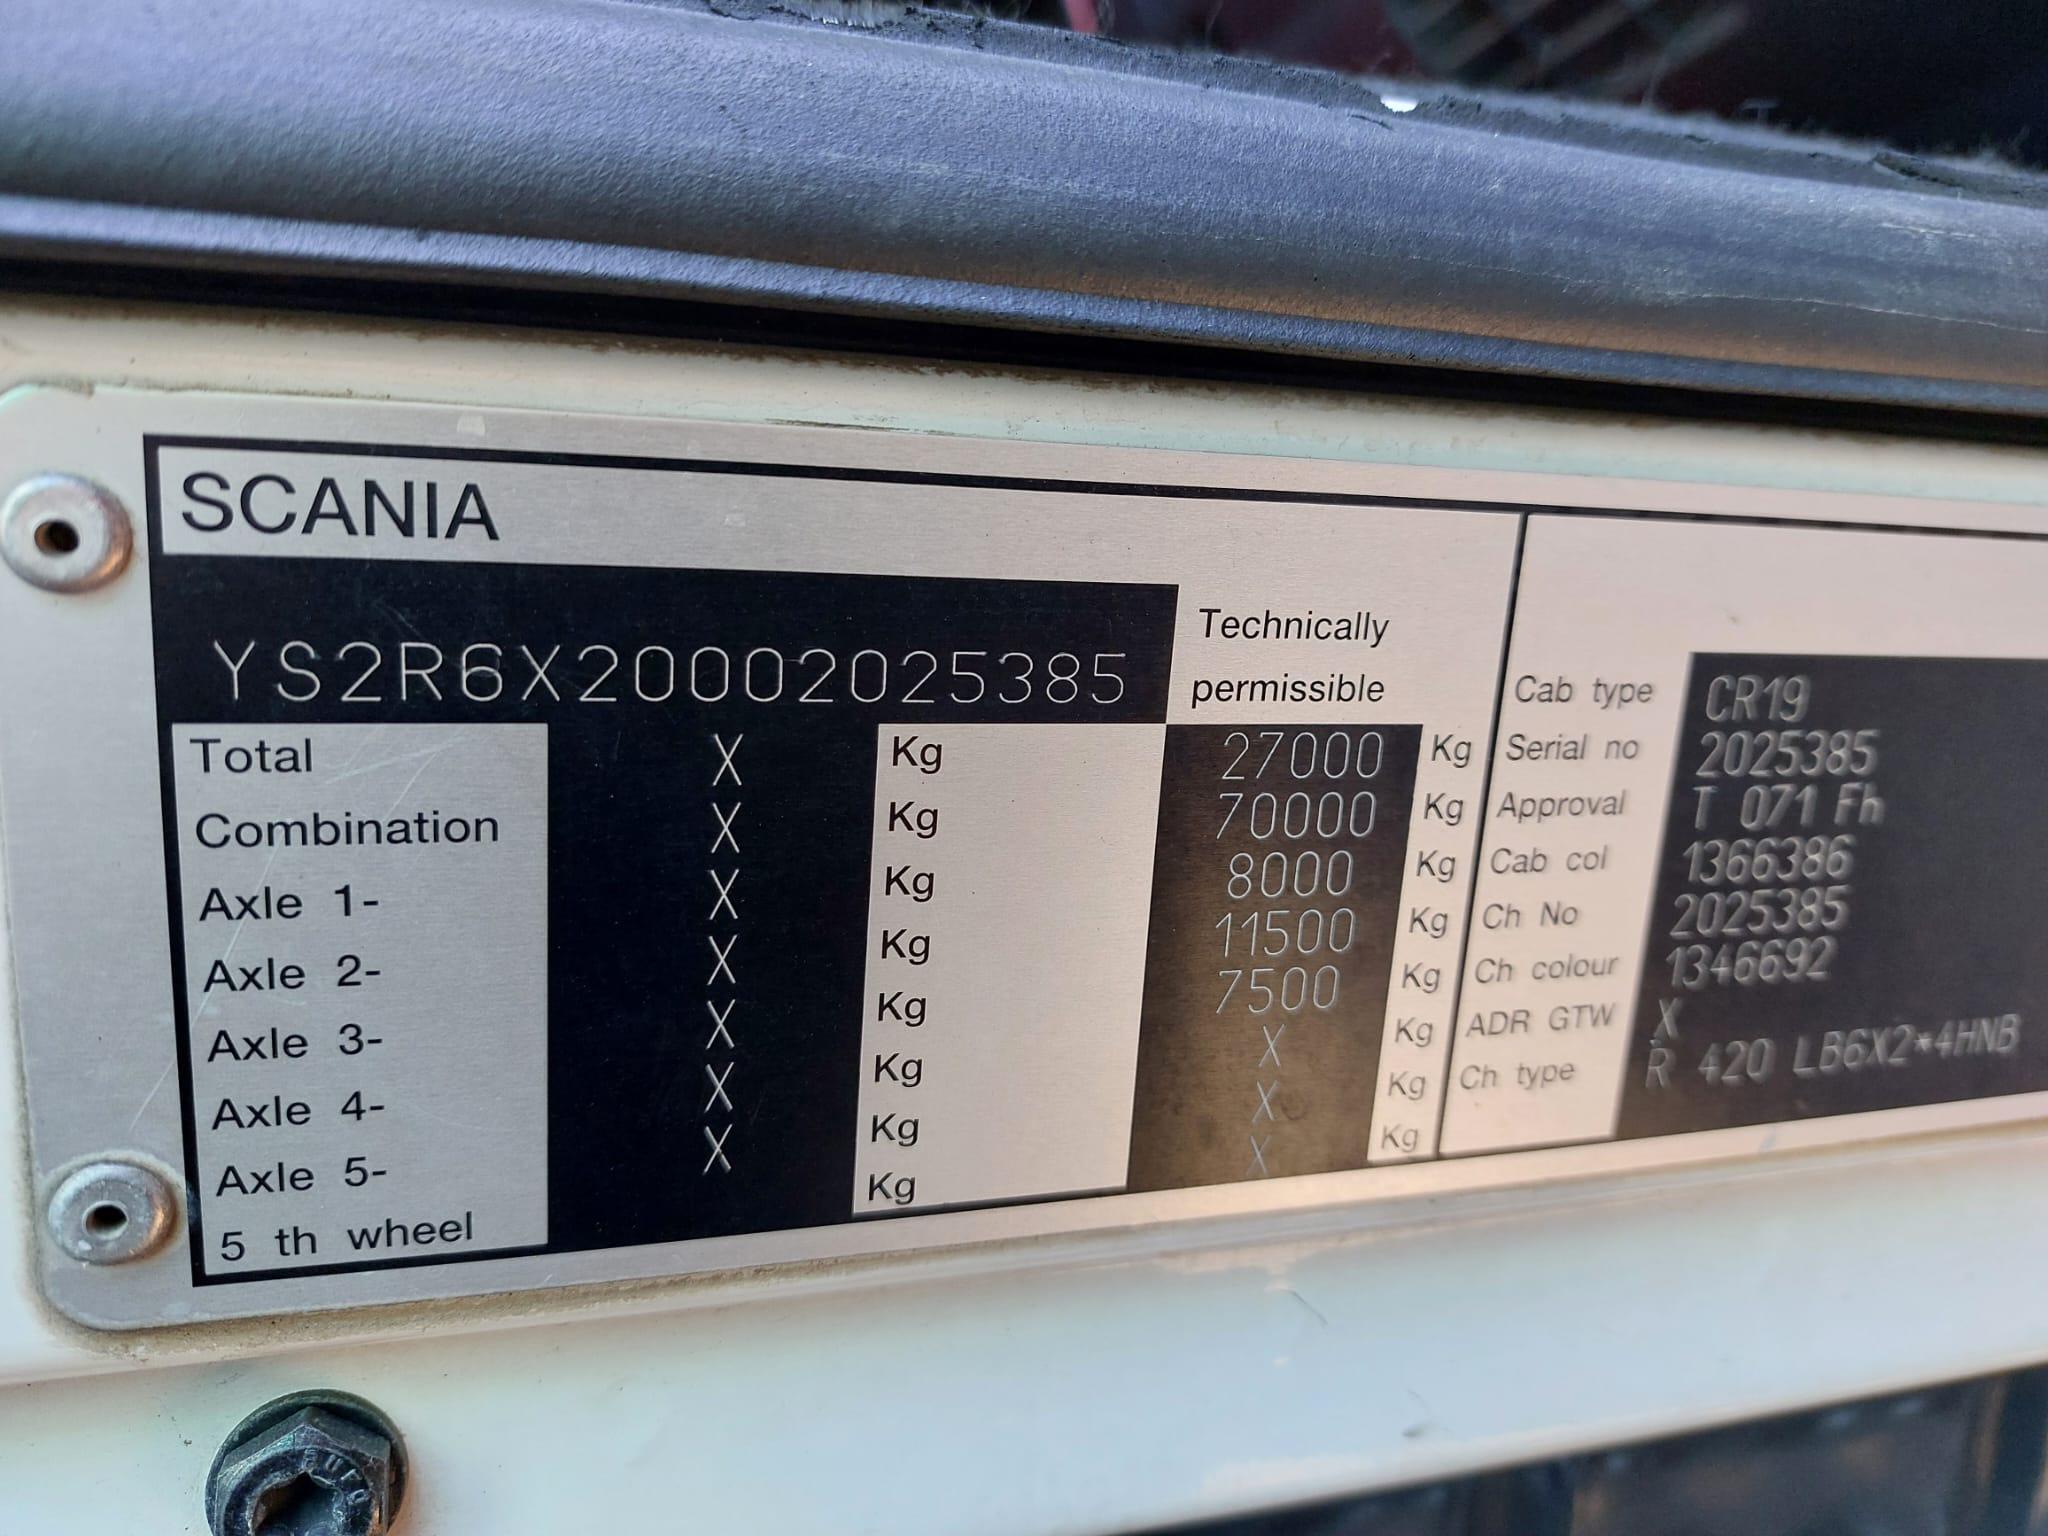 SCANIA
YS2R6X20002025385
Technically
permissible
Total X Kg 27000 Kg
Combination X Kg 70000 Kg
Axle 1- X Kg 8000 Kg
Axle 2- X Kg 11500 Kg
Axle 3- X Kg 7500 Kg
Axle 4- X Kg X Kg
Axle 5- X Kg X Kg
5 th wheel Kg X Kg
Cab type CR19
Serial no 2025385
Approval T 071 Fh
Cab col 1366386
Ch No 2025385
Ch colour 1346692
ADR GTW X
Ch type R 420 LB6X2*4HNB